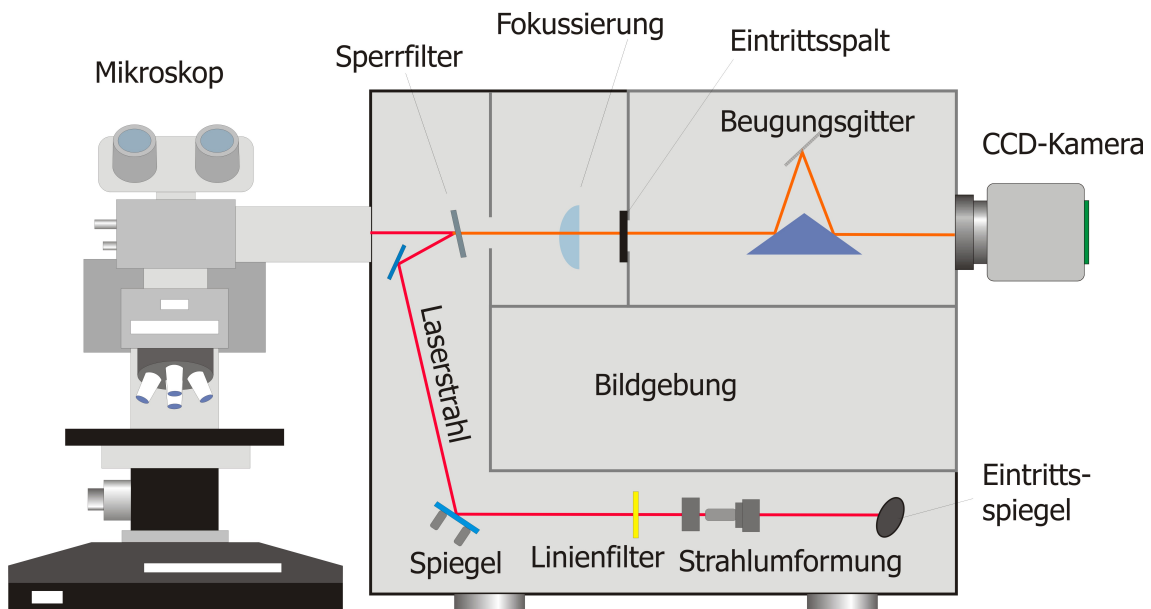 Fokussierung
Eintrittsspalt
Sperrfilter
Mikroskop
Beugungsgitter
CCD-Kamera
Laserstrahl
Bildgebung
Eintritts-
spiegel
Spiegel
Linienfilter
Strahlumformung